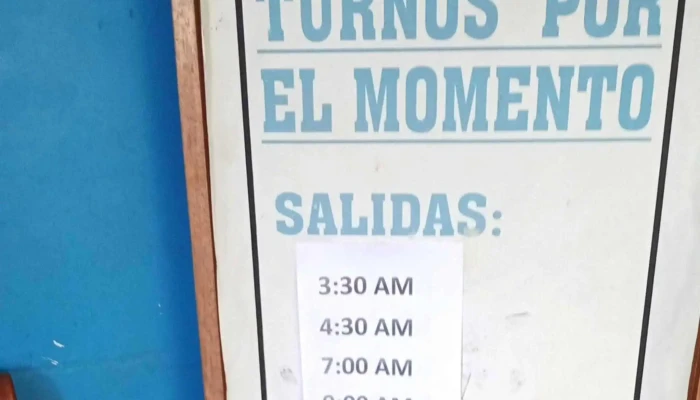 TURNOS POR
EL MOMENTO
SALIDAS:
3:30 AM
4:30 AM
7:00 AM